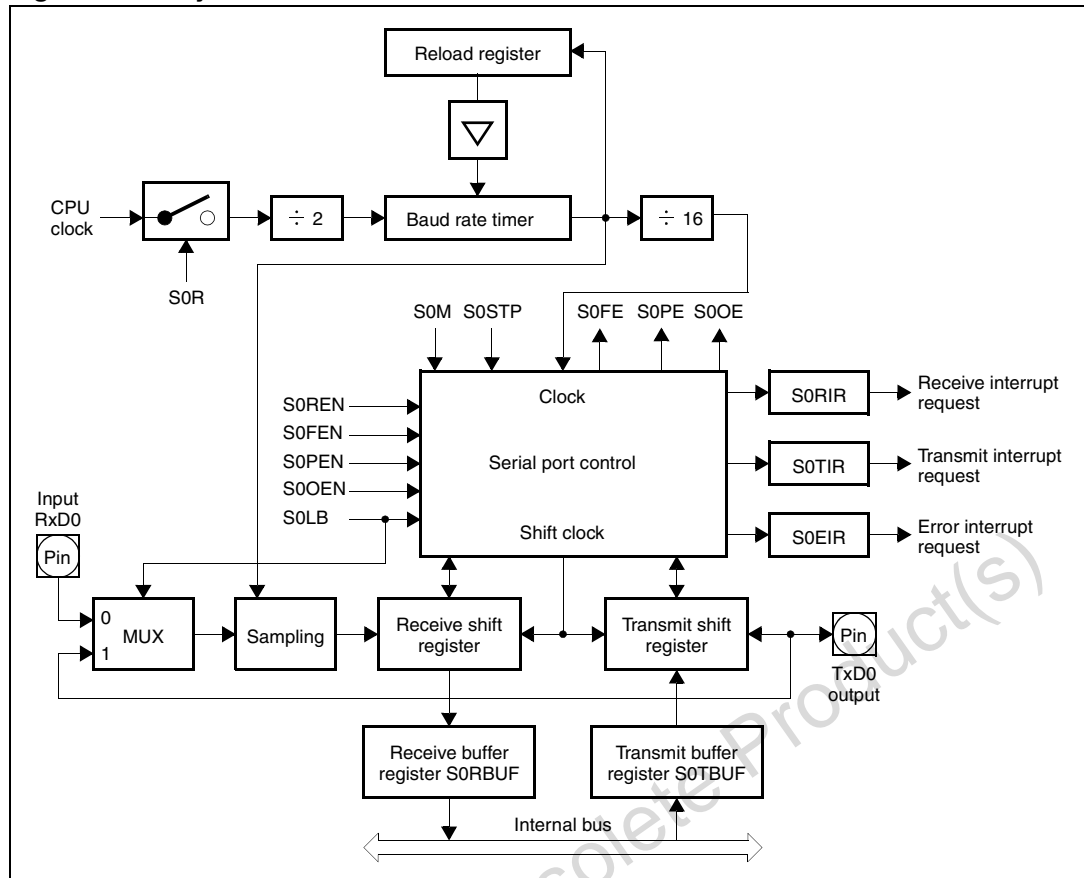 Reload register
CPU
clock
÷ 2
Baud rate timer
÷ 16
S0R
S0M S0STP S0FE S0PE S0OE
Clock
Serial port control
Shift clock
S0REN
S0FEN
S0PEN
S0OEN
S0LB
S0RIR
Receive interrupt
request
S0TIR
Transmit interrupt
request
S0EIR
Error interrupt
request
Input
RxD0
Pin
0
MUX
1
Sampling
Receive shift
register
Transmit shift
register
Pin
TxD0
output
Receive buffer
register S0RBUF
Transmit buffer
register S0TBUF
Internal bus
solete Product(s)